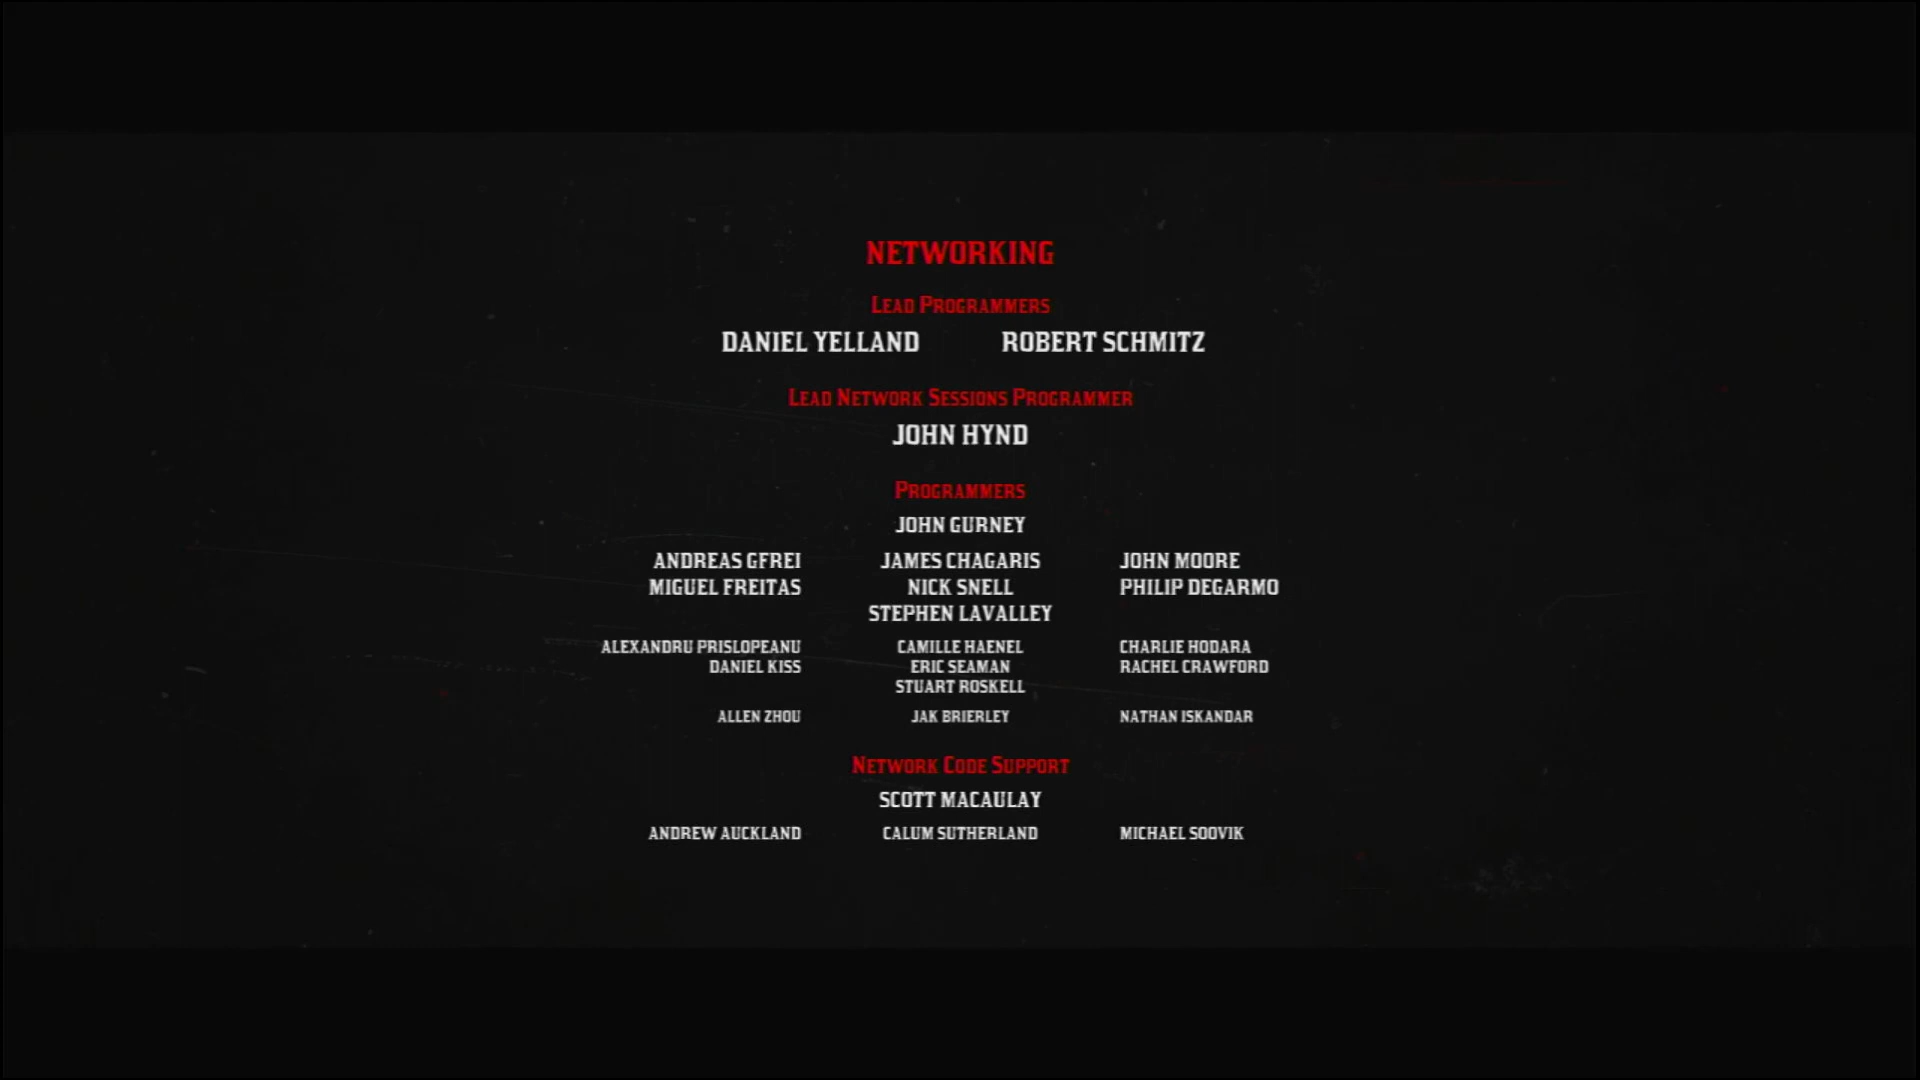 NETWORKING
LEAD PROGRAMMERS
DANIEL YELLAND ROBERT SCHMITZ
LEAD NETWORK SESSIONS PROGRAMMER
JOHN HYND
PROGRAMMERS
JOHN GURNEY
ANDREAS GFREI JAMES CHAGARIS JOHN MOORE
MIGUEL FREITAS NICK SNELL PHILIP DEGARMO
STEPHEN LAVALLEY
ALEXANDRU PRISLOPEANU CAMILLE HAENEL CHARLIE HODARA
DANIEL KISS ERIC SEAMAN RACHEL CRAWFORD
STUART ROSKELL
ALLEN ZHOU JAK BRIERLEY NATHAN ISKANDAR
NETWORK CODE SUPPORT
SCOTT MACAULAY
ANDREW AUCKLAND CALUM SUTHERLAND MICHAEL SOOVIK